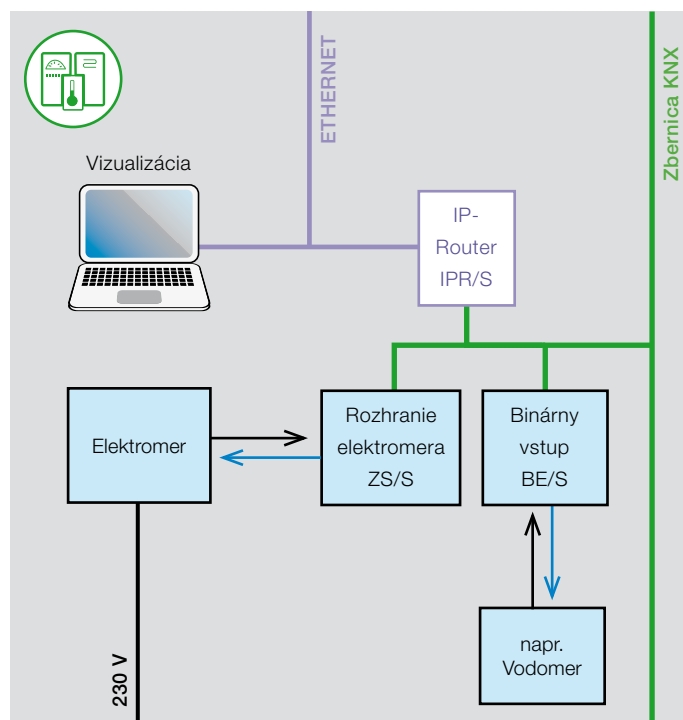 ETHERNET
Zbernica KNX
Vizualizácia
IP-
Router
IPR/S
Elektromer
Rozhranie
elektromera
ZS/S
Binárny
vstup
BE/S
230 V
napr.
Vodomer